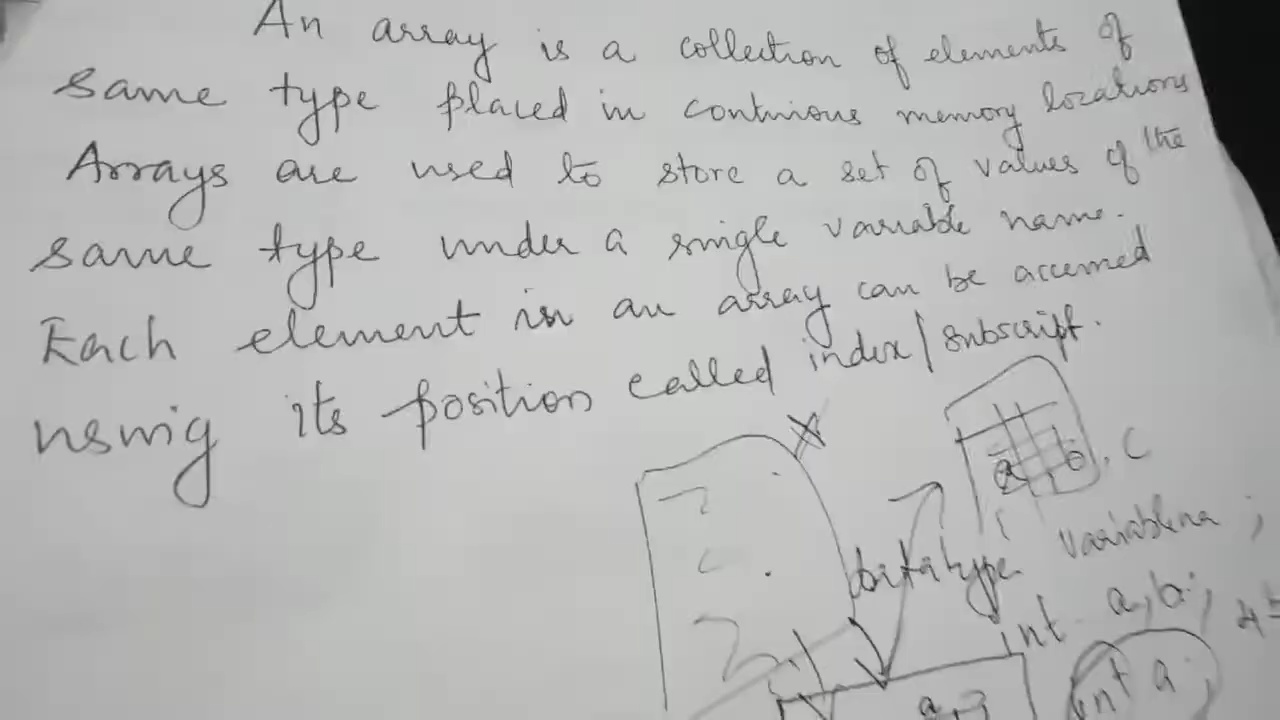 An array is a collection of elements of
same type placed in continious memory locations
Arrays are used to store a set of values of the
same type under a single variable name.
Each element in an array can be accessed
using its position called index/subscript.
a, b, c
datatype variablena ;
int a, b;
int a;